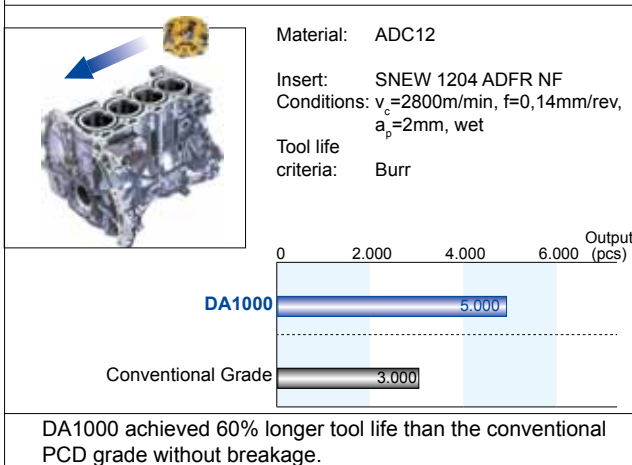 Material: ADC12
Insert: SNEW 1204 ADFR NF
Conditions: vc=2800m/min, f=0,14mm/rev,
ap=2mm, wet
Tool life
criteria: Burr
Output
0 2.000 4.000 6.000 (pcs)
DA1000 5.000
Conventional Grade 3.000
DA1000 achieved 60% longer tool life than the conventional
PCD grade without breakage.